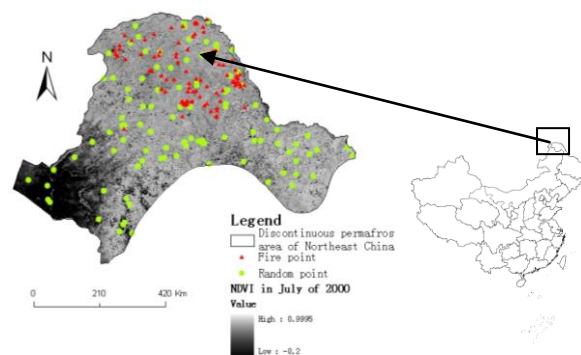 N
Legend
Discontinuous permafros
area of Northeast China
Fire point
Random point
NDVI in July of 2000
Value
High : 0.9995
Low : -0.2
0 210 420 Km